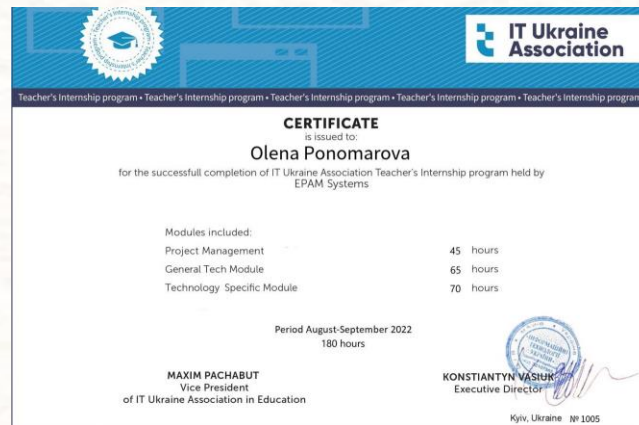 Teacher's Internship program
IT Ukraine
Association
Teacher's Internship program • Teacher's Internship program • Teacher's Internship program • Teacher's Internship program • Teacher's Internship program
CERTIFICATE
is issued to:
Olena Ponomarova
for the successfull completion of IT Ukraine Association Teacher's Internship program held by
EPAM Systems
Modules included:
Project Management 45 hours
General Tech Module 65 hours
Technology Specific Module 70 hours
Period August-September 2022
180 hours
MAXIM PACHABUT
Vice President
of IT Ukraine Association in Education
KONSTIANTYN VASIUK
Executive Director
Kyiv, Ukraine № 1005